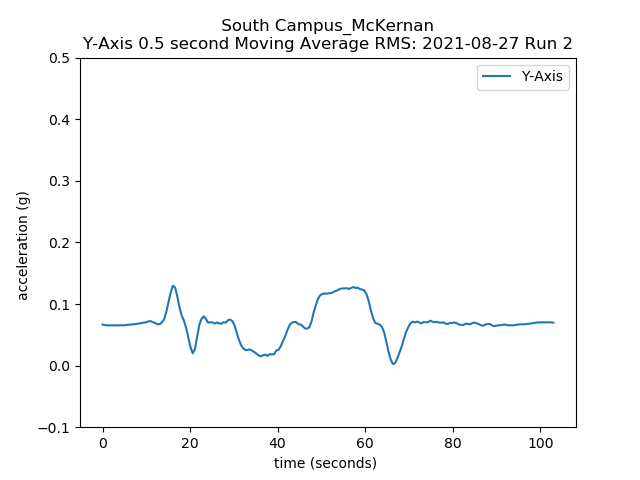 South Campus_McKernan
Y-Axis 0.5 second Moving Average RMS: 2021-08-27 Run 2
Y-Axis
0.5
0.4
0.3
0.2
0.1
0.0
−0.1
acceleration (g)
0 20 40 60 80 100
time (seconds)